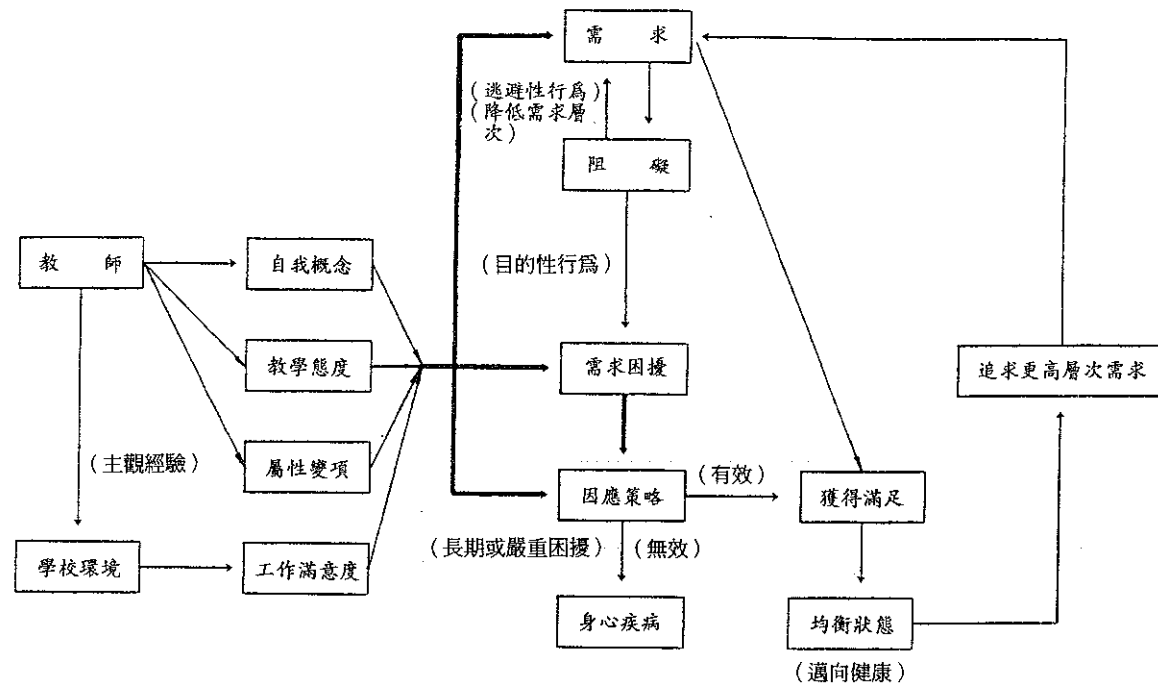 需 求
(逃避性行爲)
(降低需求層
次)
阻 礙
教 師
自我概念
(目的性行爲)
教學態度
需求困擾
追求更高層次需求
(主觀經驗)
屬性變項
因應策略
(有效)
獲得滿足
學校環境
工作滿意度
(長期或嚴重困擾)
(無效)
身心疾病
均衡狀態
(邁向健康)